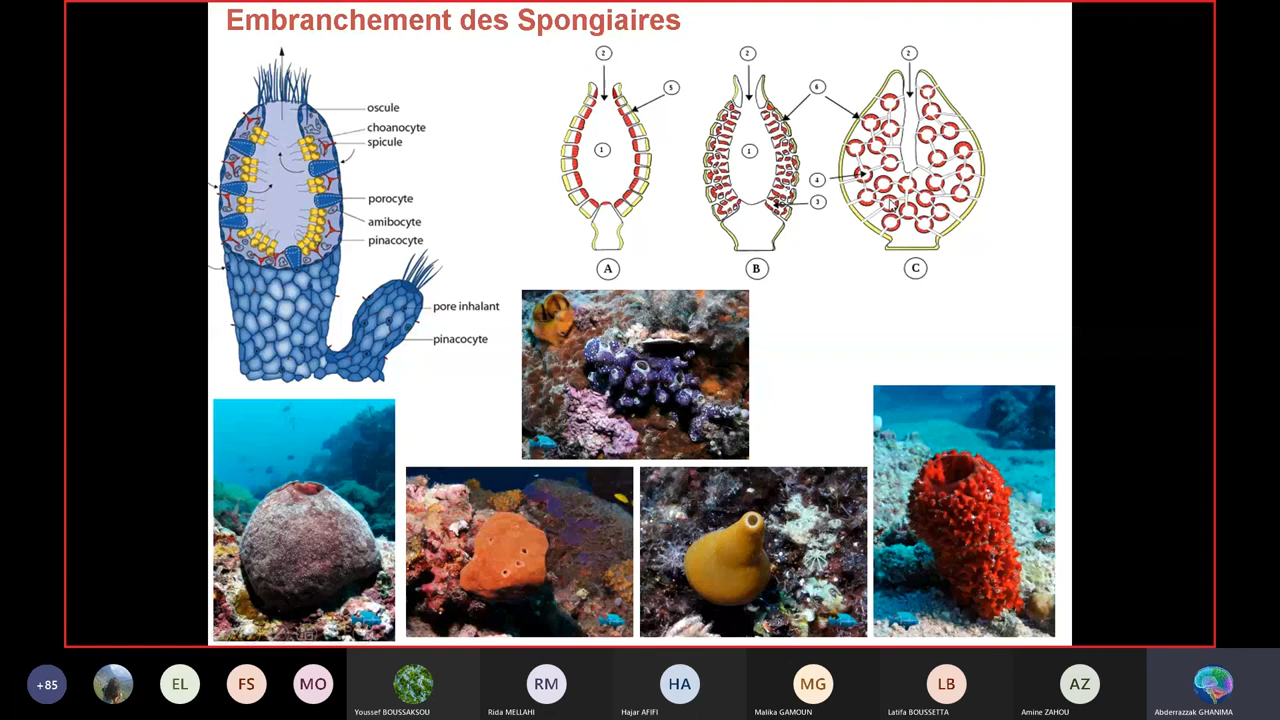 Embranchement des Spongiaires
oscule
choanocyte
spicule
porocyte
amibocyte
pinacocyte
pore inhalant
pinacocyte
2
5
1
A
2
6
1
3
B
2
4
C
+85
EL
FS
MO
Youssef BOUSSAKSOU
RM
Rida MELLAHI
HA
Hajar AFIFI
MG
Malika GAMOUN
LB
Latifa BOUSSETTA
AZ
Amine ZAHOU
Abderrazzak GHANIMA